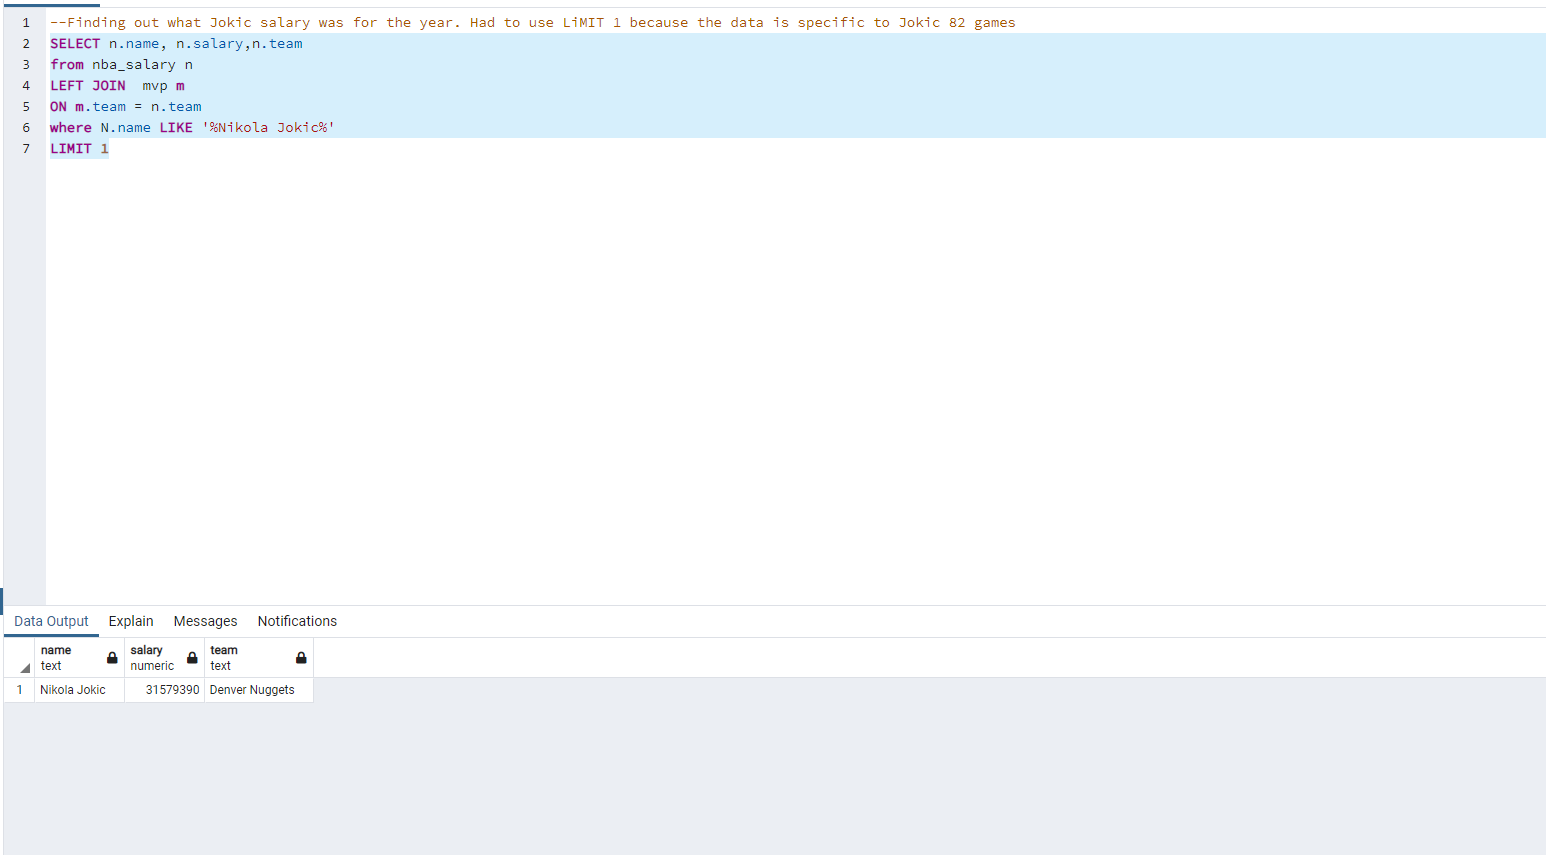 1 --Finding out what Jokic salary was for the year. Had to use LiMIT 1 because the data is specific to Jokic 82 games
2 SELECT n.name, n.salary,n.team
3 from nba_salary n
4 LEFT JOIN  mvp m
5 ON m.team = n.team
6 where N.name LIKE '%Nikola Jokic%'
7 LIMIT 1
Data Output Explain Messages Notifications
name salary team
text numeric text
1 Nikola Jokic 31579390 Denver Nuggets